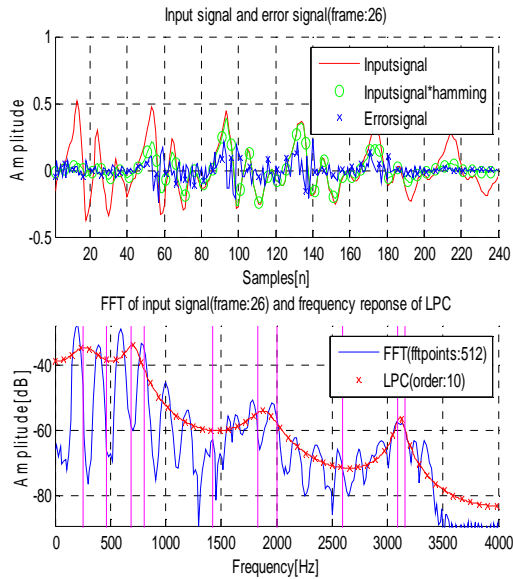 Input signal and error signal(frame:26)
1
0.5
0
-0.5
Amplitude
Inputsignal
Inputsignal*hamming
Errorsignal
20 40 60 80 100 120 140 160 180 200 220 240
Samples[n]
FFT of input signal(frame:26) and frequency reponse of LPC
-40
-60
-80
Amplitude[dB]
FFT(fftpoints:512)
LPC(order:10)
0 500 1000 1500 2000 2500 3000 3500 4000
Frequency[Hz]